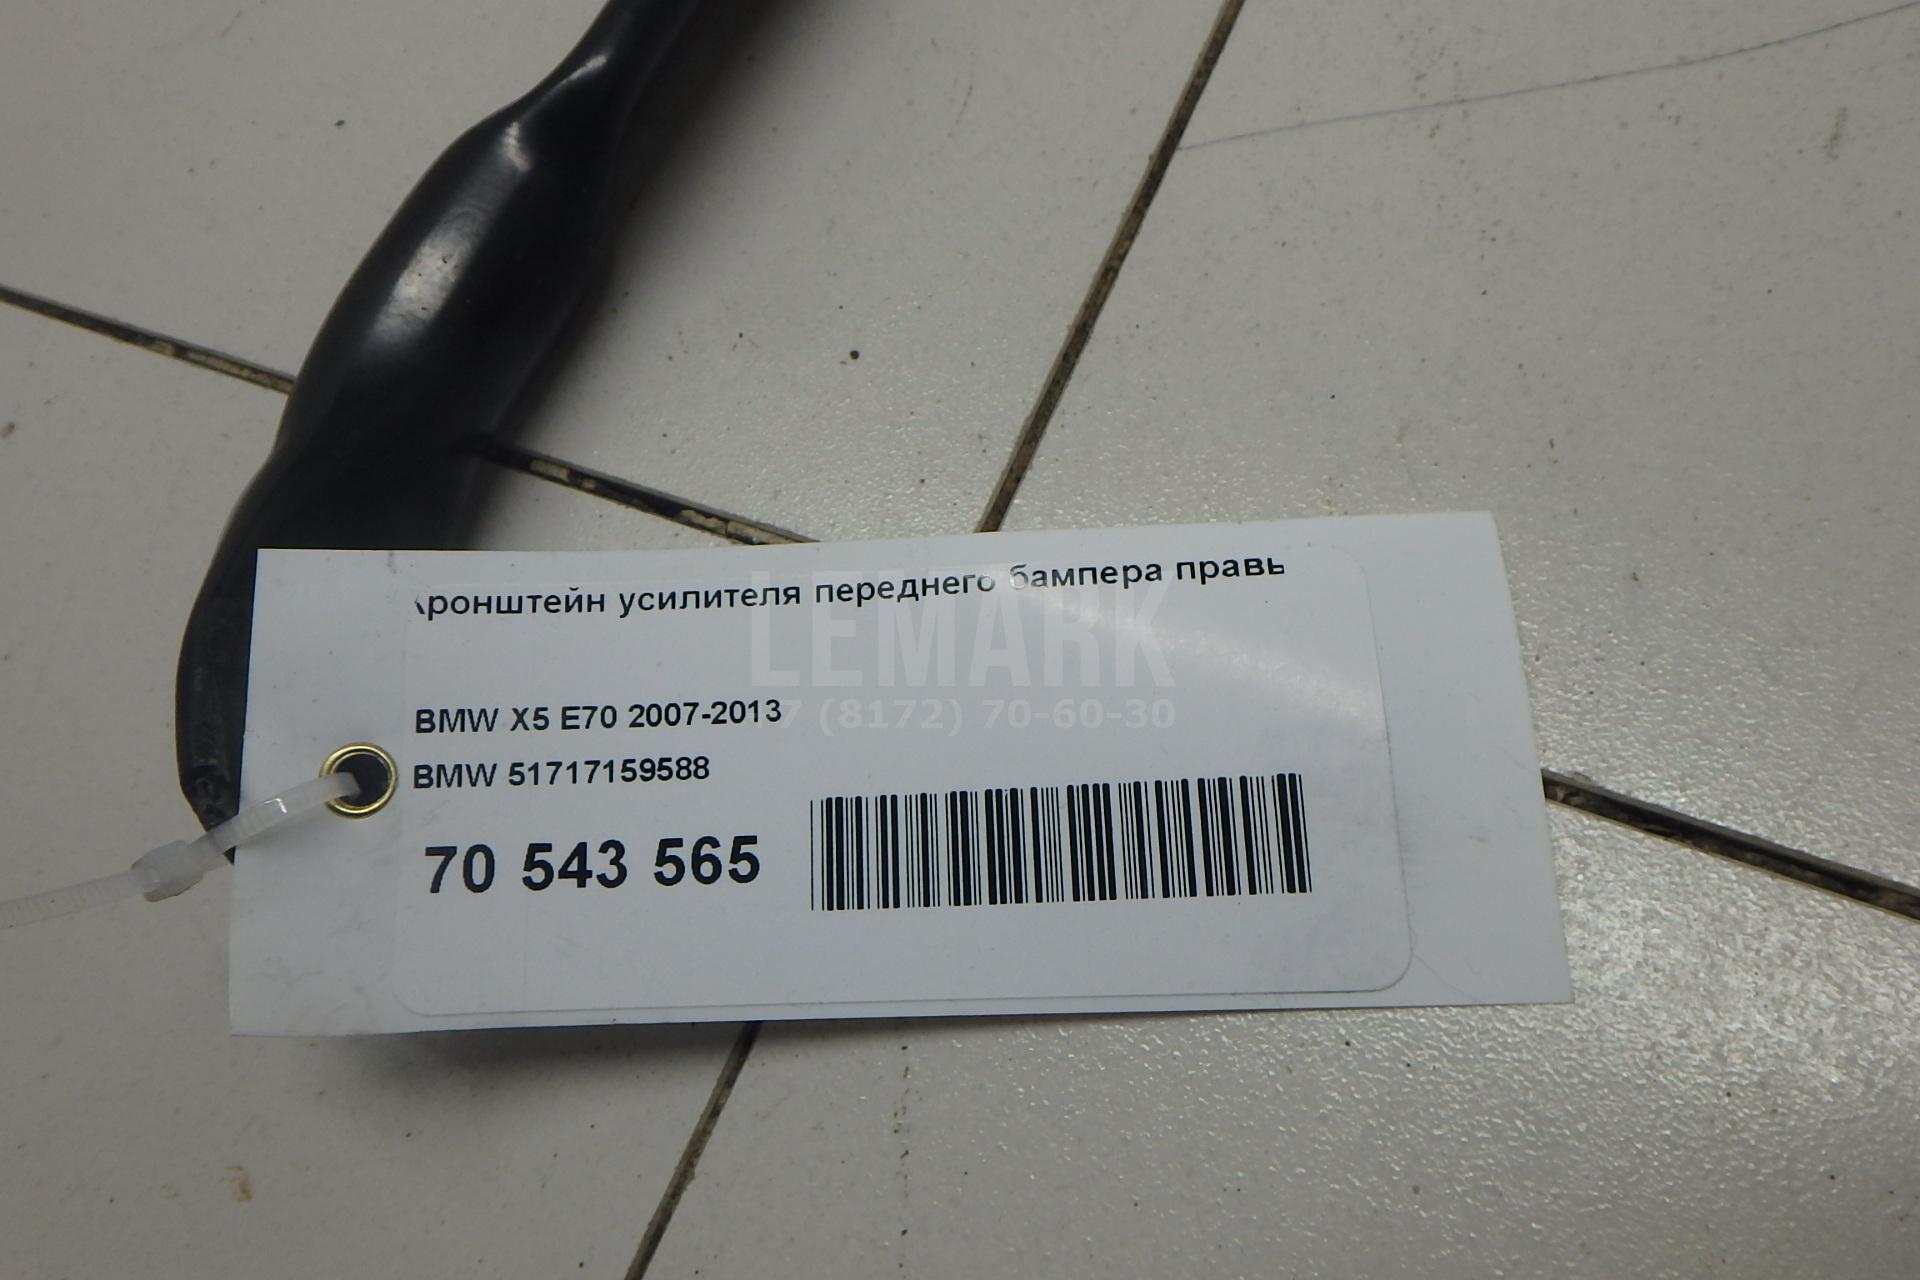 кронштейн усилителя переднего бампера правы
LEMARK
+7 (8172) 70-60-30
BMW X5 E70 2007-2013
BMW 51717159588
70 543 565